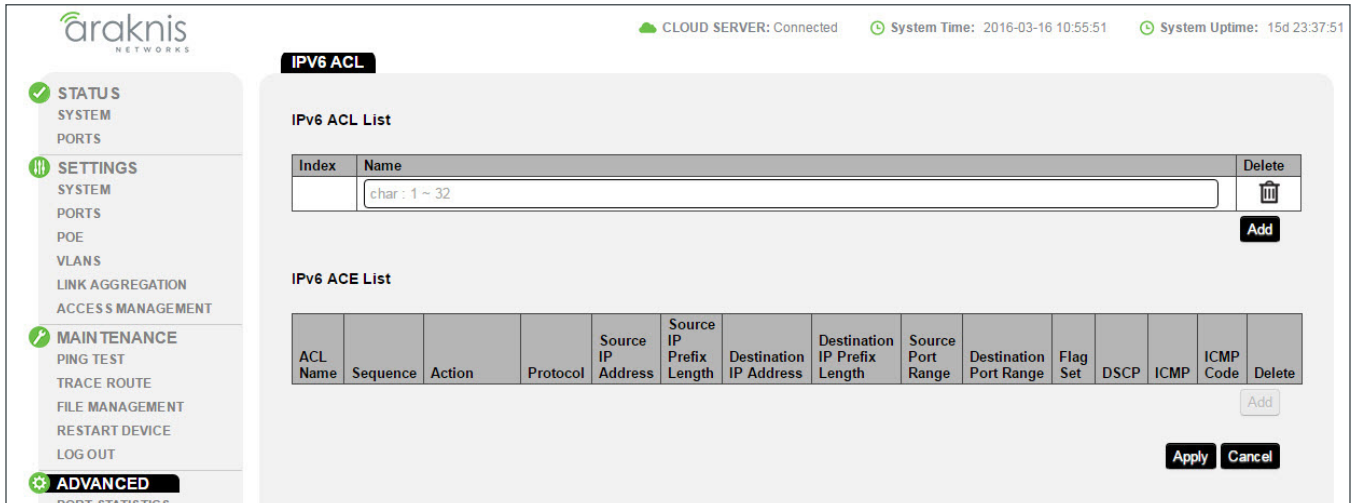 araknis
NETWORKS
CLOUD SERVER: Connected
System Time: 2016-03-16 10:55:51
System Uptime: 15d 23:37:51
IPV6 ACL
STATUS
SYSTEM
PORTS
SETTINGS
SYSTEM
PORTS
POE
VLANS
LINK AGGREGATION
ACCESS MANAGEMENT
MAINTENANCE
PING TEST
TRACE ROUTE
FILE MANAGEMENT
RESTART DEVICE
LOG OUT
ADVANCED
PORT STATISTICS
IPv6 ACL List
Index Name Delete
char : 1 ~ 32
Add
IPv6 ACE List
ACL Name
Sequence
Action
Protocol
Source IP Address
Source IP Prefix Length
Destination IP Address
Destination IP Prefix Length
Source Port Range
Destination Port Range
Flag Set
DSCP
ICMP
ICMP Code
Delete
Add
Apply Cancel